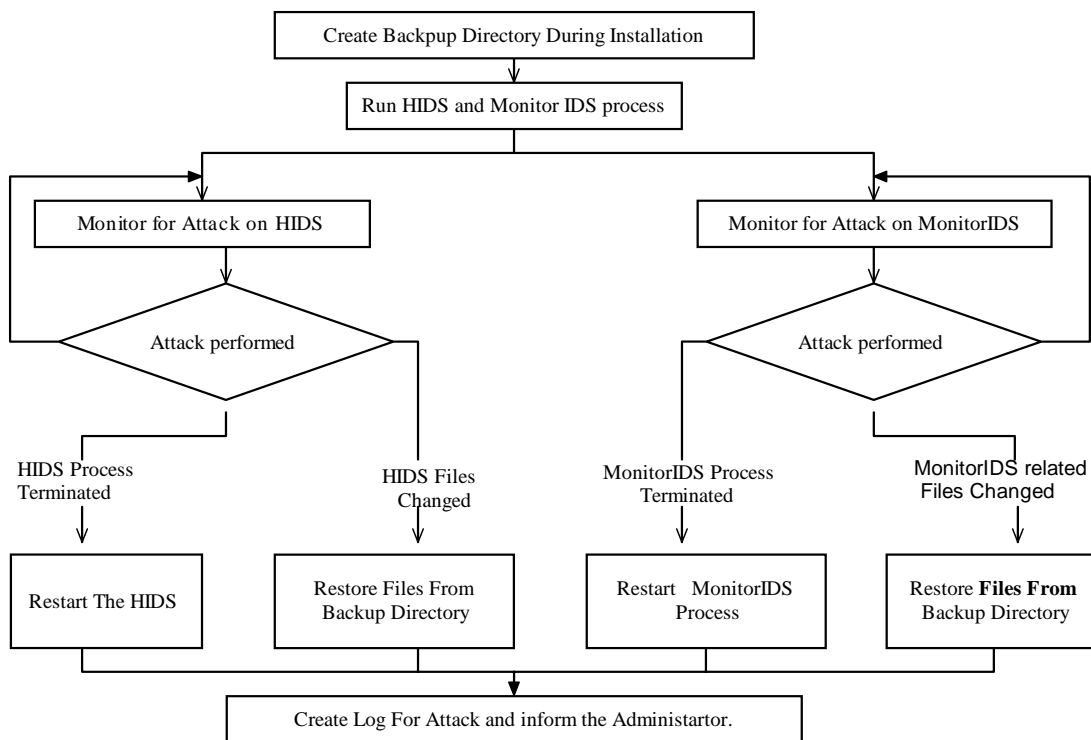 Create Backpup Directory During Installation
Run HIDS and Monitor IDS process
Monitor for Attack on HIDS
Monitor for Attack on MonitorIDS
Attack performed
Attack performed
HIDS Process
Terminated
HIDS Files
Changed
MonitorIDS Process
Terminated
MonitorIDS related
Files Changed
Restart The HIDS
Restore Files From
Backup Directory
Restart MonitorIDS
Process
Restore Files From
Backup Directory
Create Log For Attack and inform the Administartor.